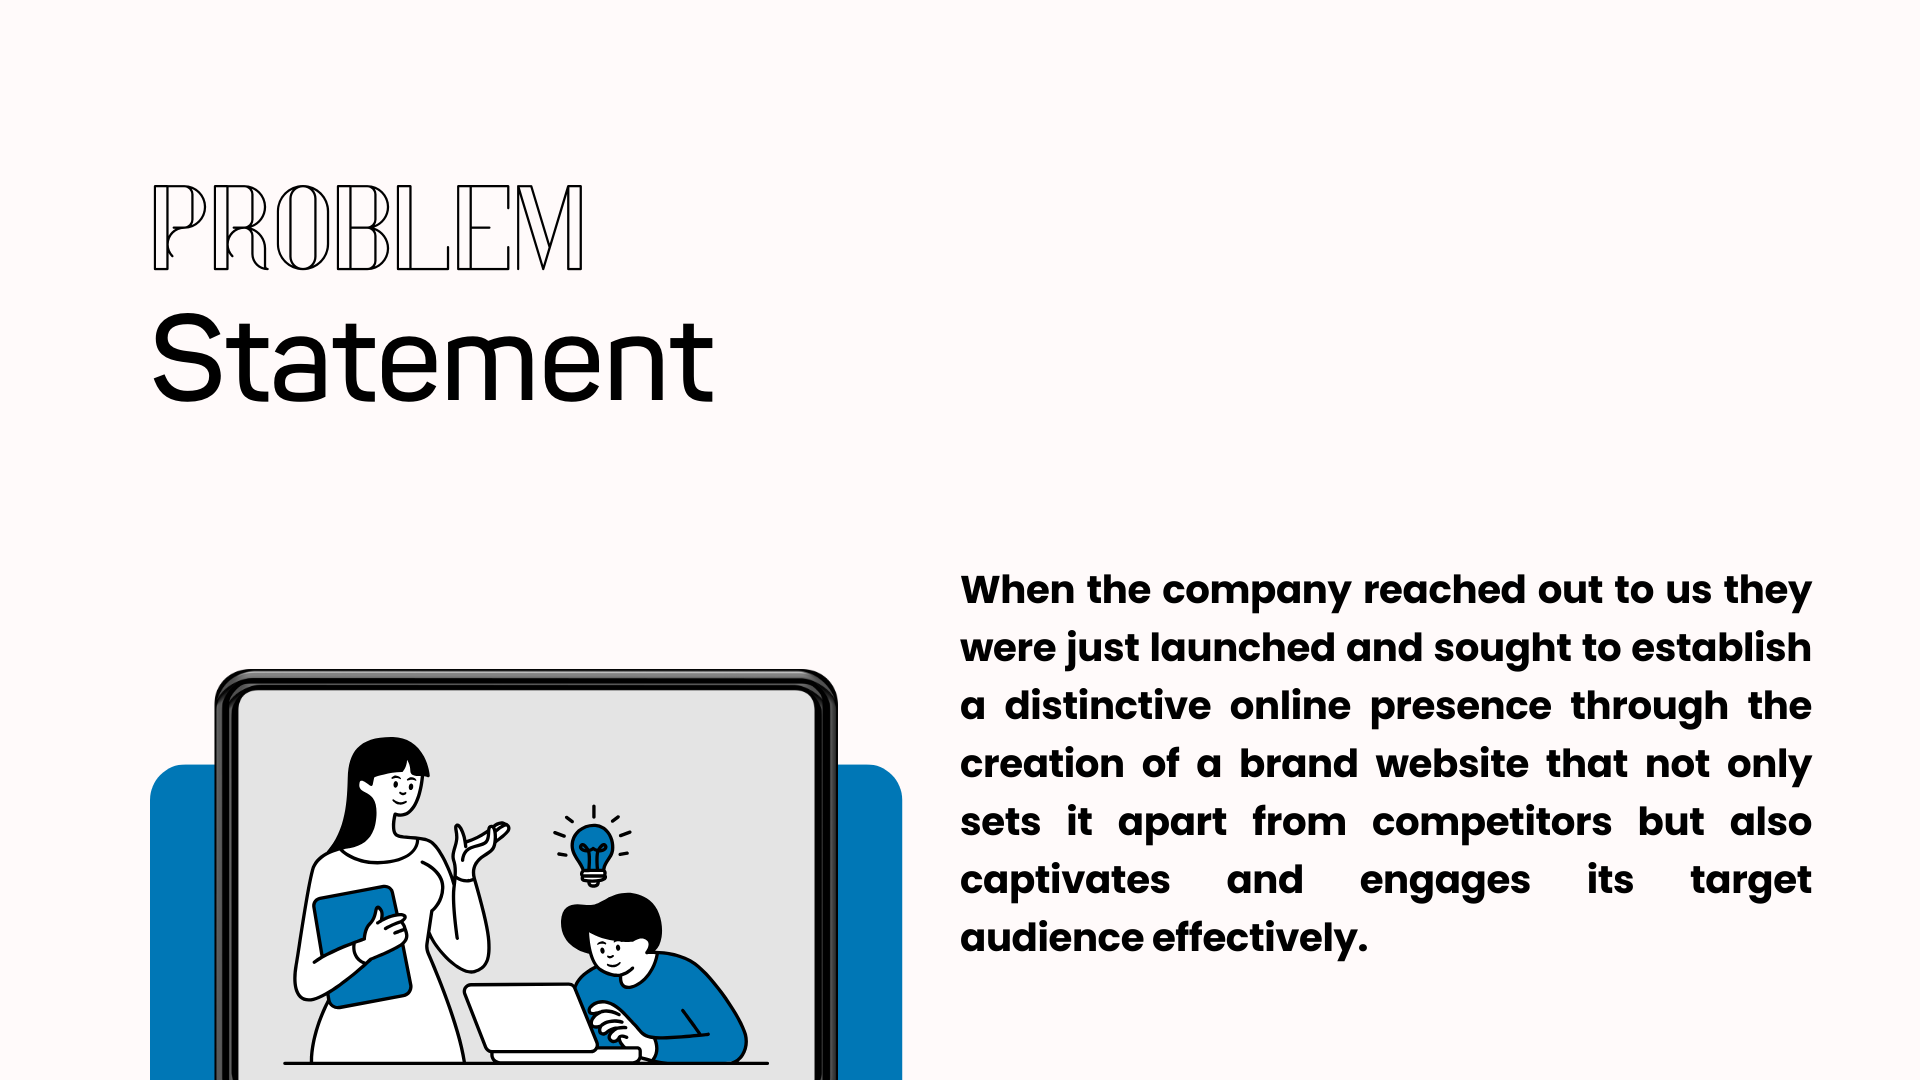 PROBLEM
Statement
When the company reached out to us they
were just launched and sought to establish
a distinctive online presence through the
creation of a brand website that not only
sets it apart from competitors but also
captivates and engages its target
audience effectively.